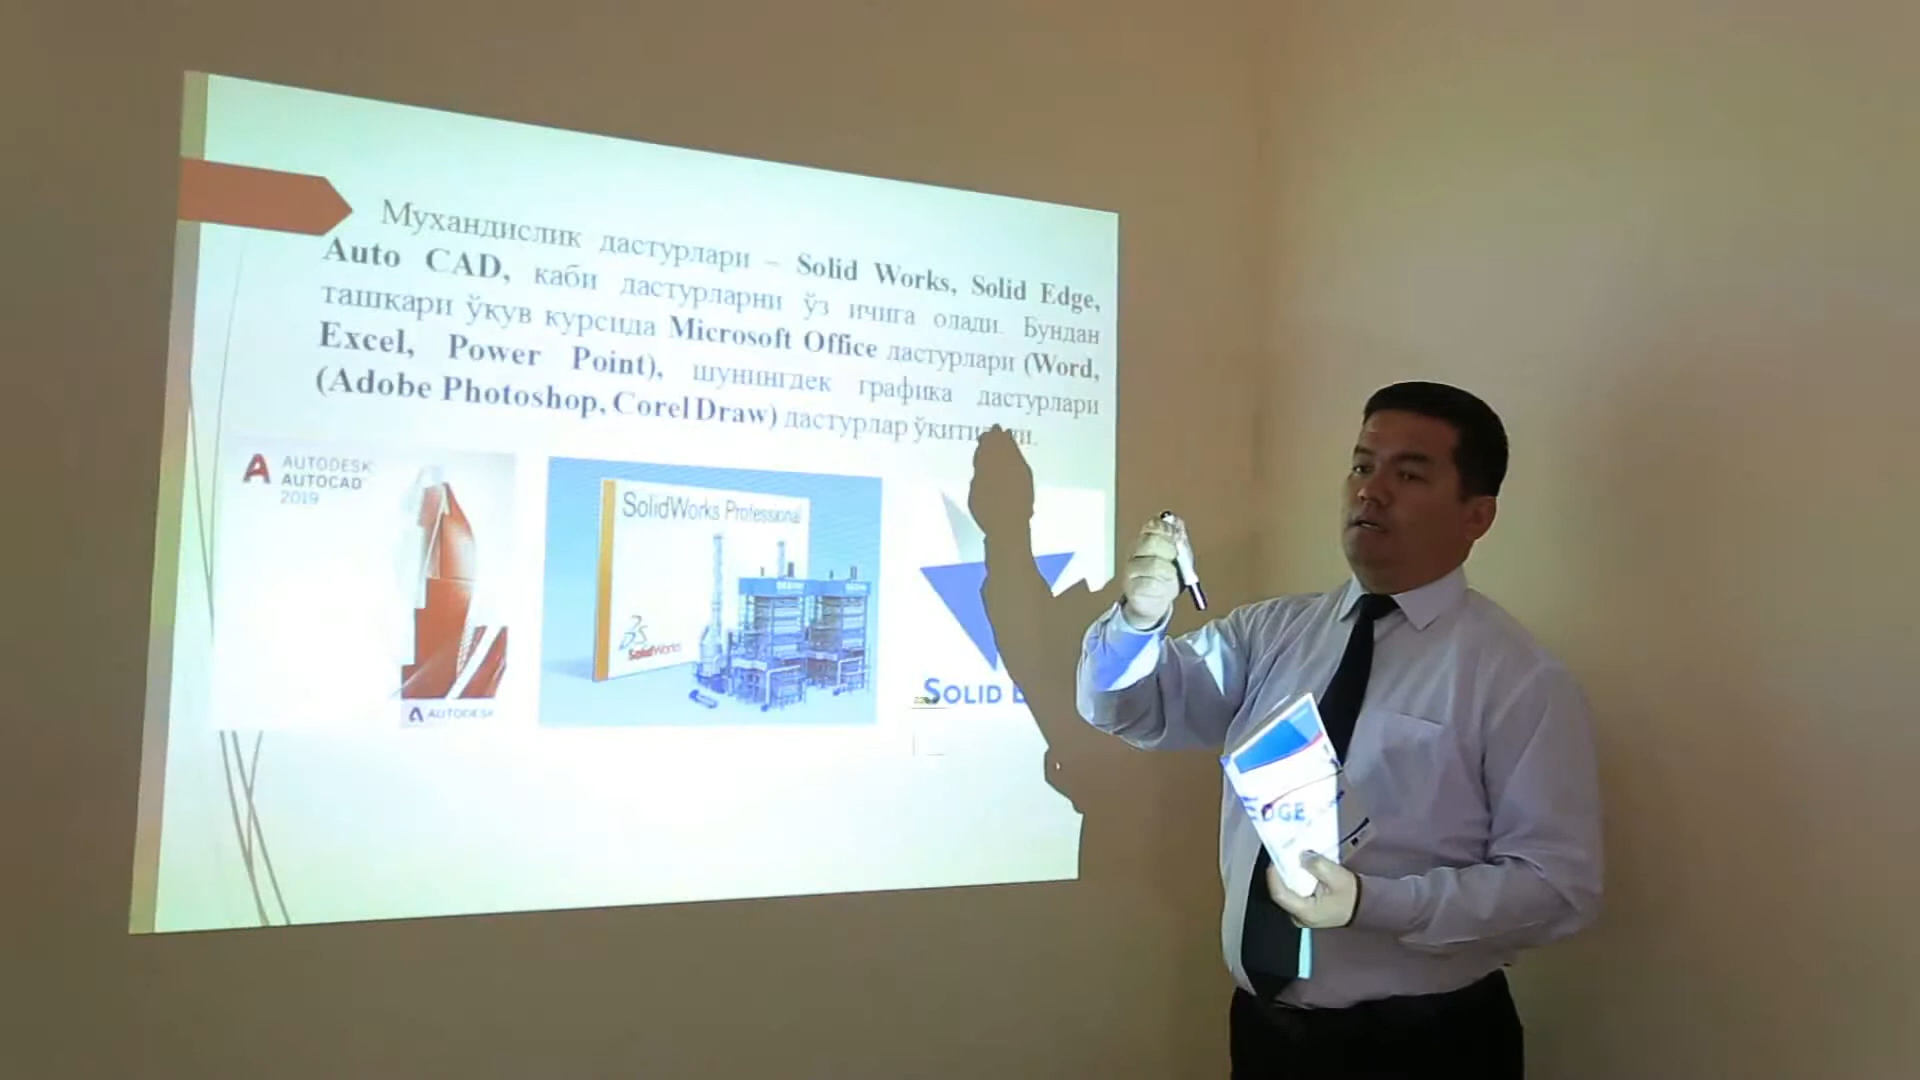 Мухандислик дастурлари – Solid Works, Solid Edge,
Auto CAD, каби дастурларни ўз ичига олади. Бундан
ташкари ўқув курсида Microsoft Office дастурлари (Word,
Excel, Power Point), шунингдек графика дастурлари
(Adobe Photoshop, Corel Draw) дастурлар
AUTODESK
AUTOCAD
2019
AUTODESK
SolidWorks Professional
SolidWorks
SOLID
EDGE